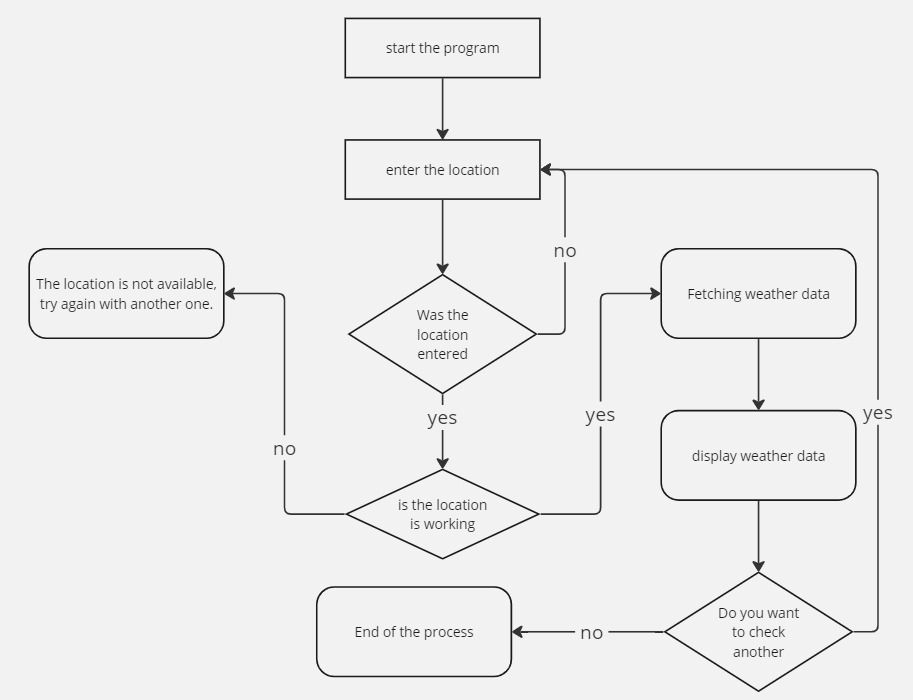 start the program
enter the location
no
The location is not available,
try again with another one.
Was the
location
entered
Fetching weather data
yes
yes
yes
no
display weather data
is the location
is working
Do you want
to check
another
no
End of the process